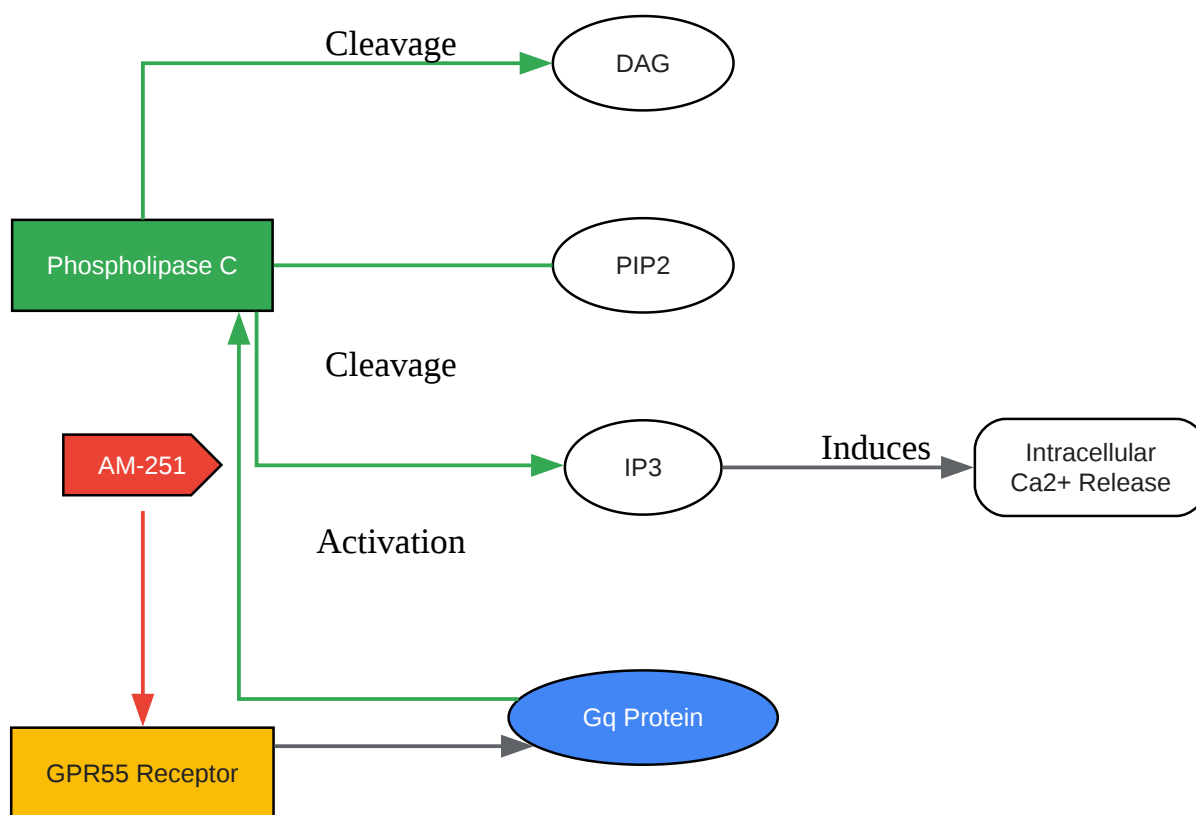 Cleavage
DAG
Phospholipase C
PIP2
Cleavage
AM-251
IP3
Induces
Intracellular
Ca2+ Release
Activation
Gq Protein
GPR55 Receptor